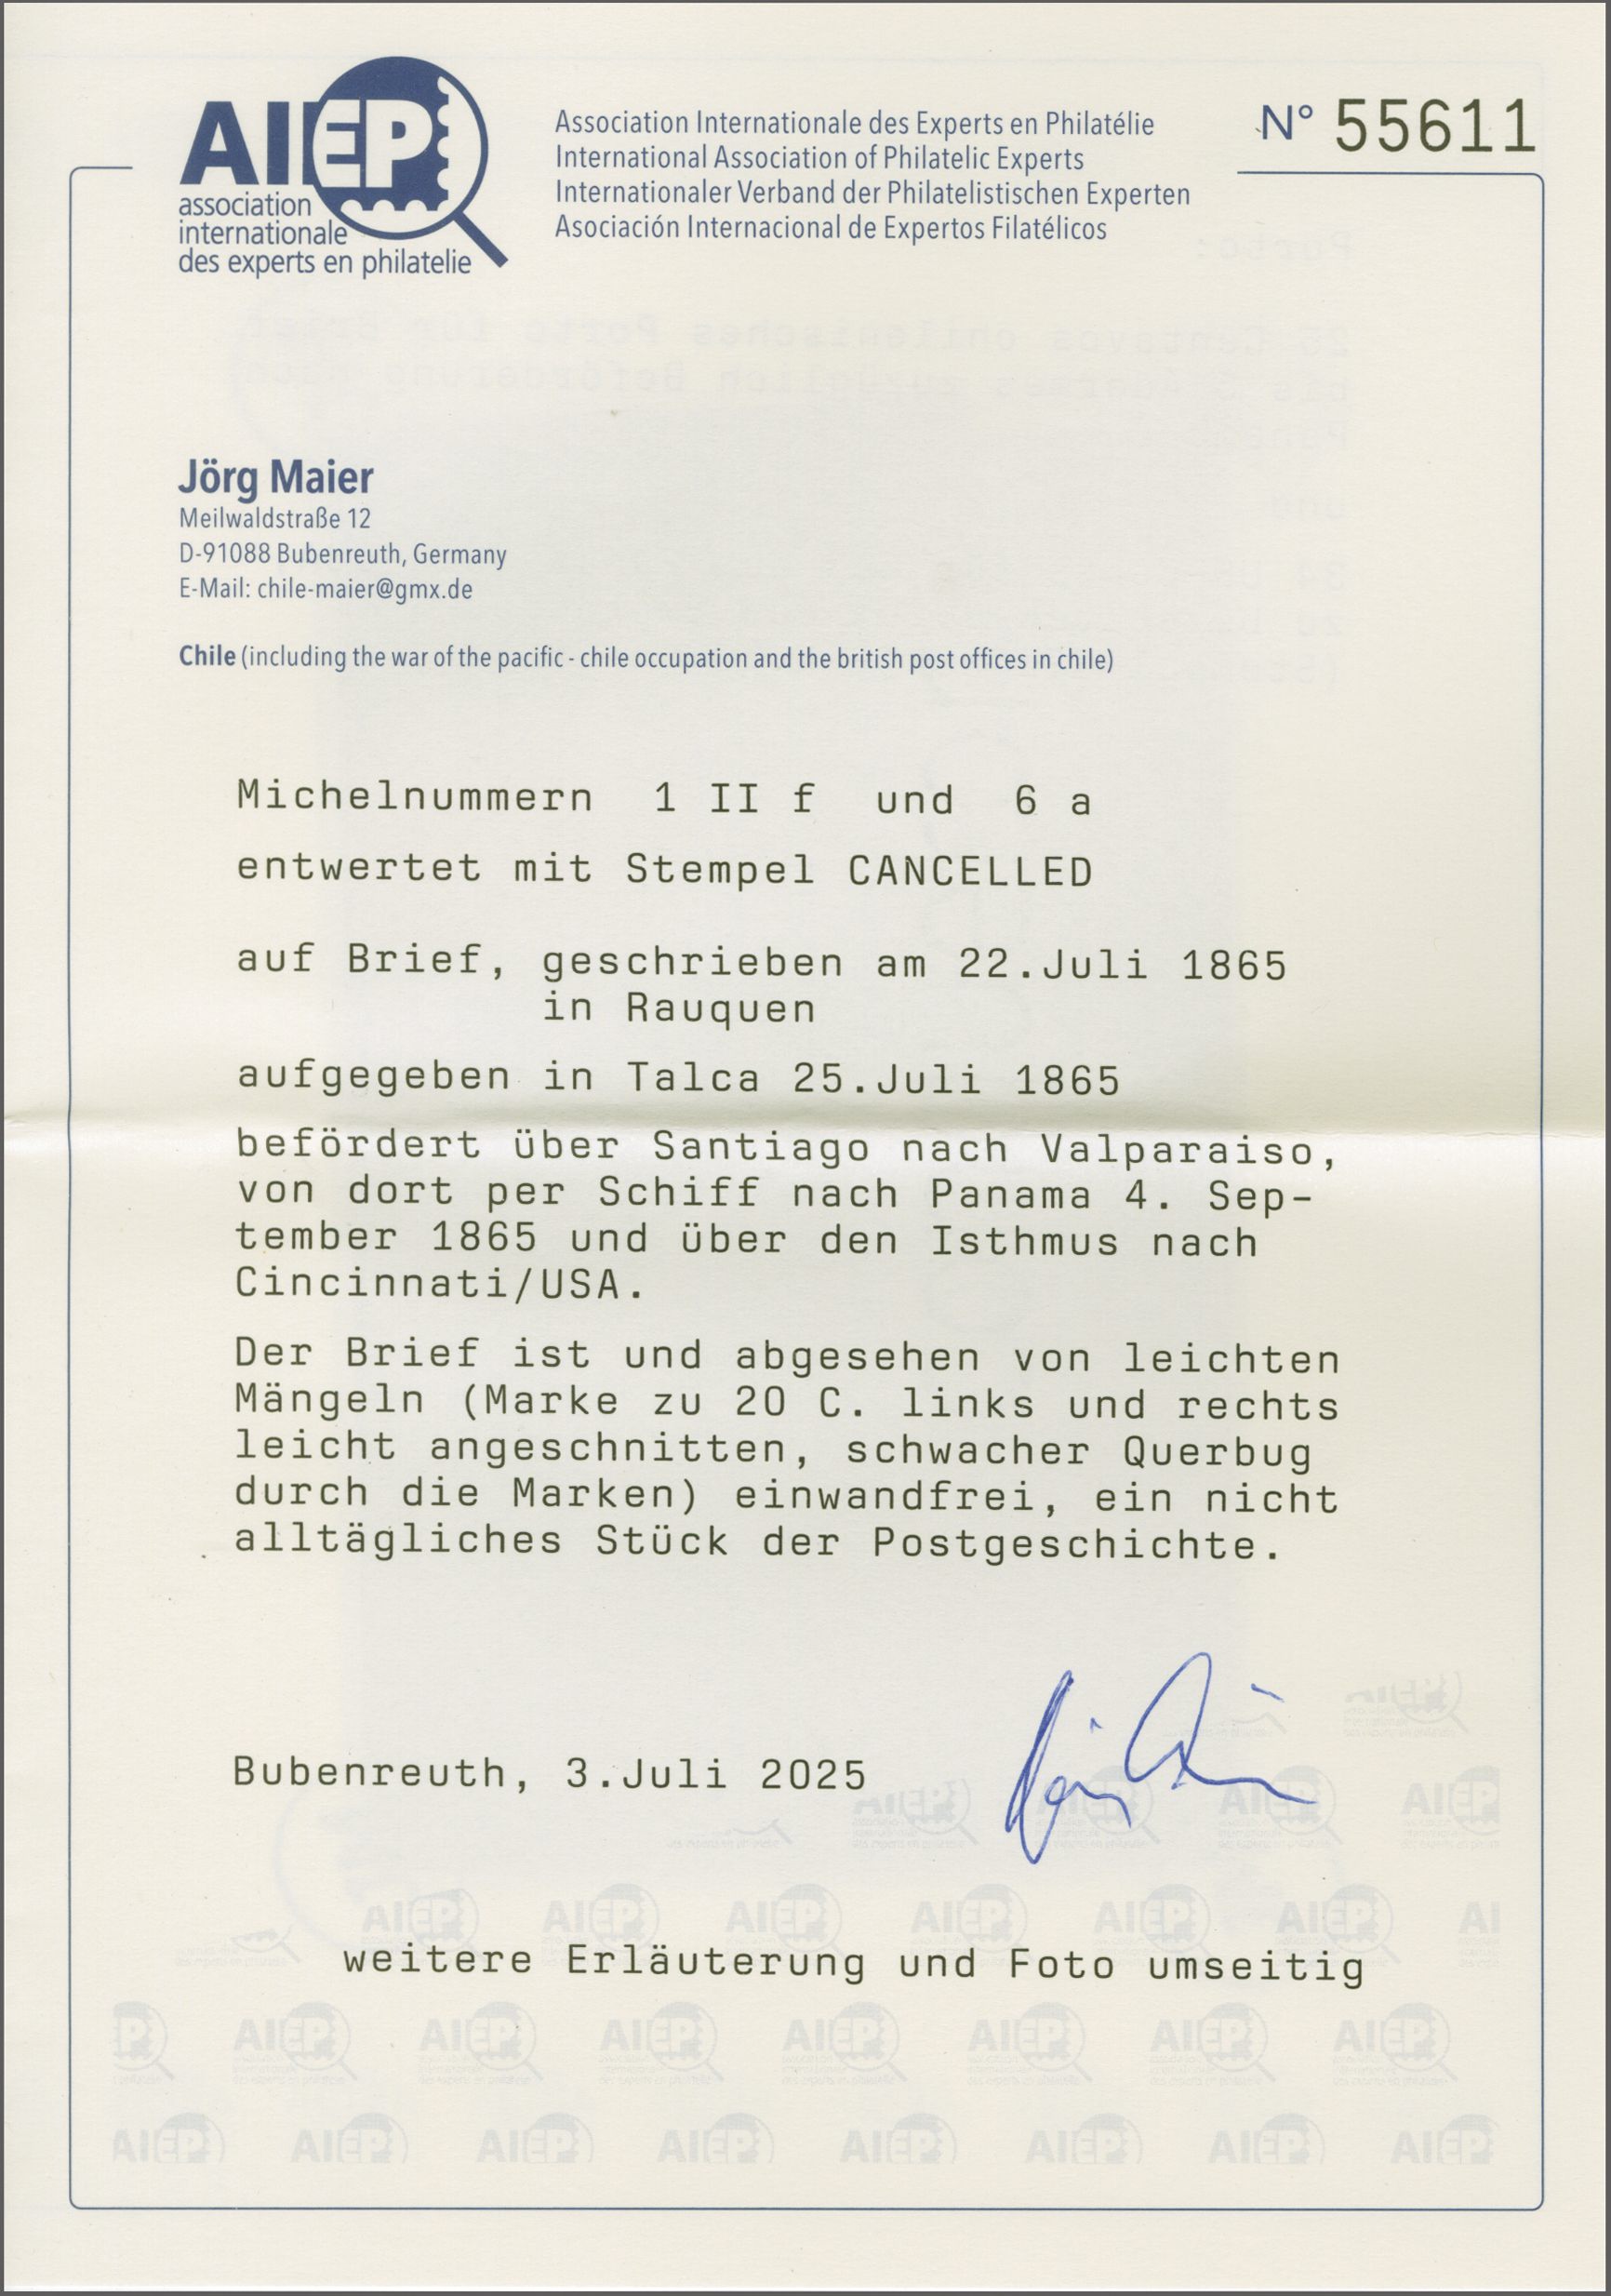 AIEP
association
internationale
des experts en philatelie
Association Internationale des Experts en Philatélie
International Association of Philatelic Experts
Internationaler Verband der Philatelistischen Experten
Asociación Internacional de Expertos Filatélicos
N° 55611
Jörg Maier
Meilwaldstraße 12
D-91088 Bubenreuth, Germany
E-Mail: chile-maier@gmx.de
Chile (including the war of the pacific - chile occupation and the british post offices in chile)
Michelnummern 1 II f und 6 a
entwertet mit Stempel CANCELLED
auf Brief, geschrieben am 22.Juli 1865
in Rauquen
aufgegeben in Talca 25.Juli 1865
befördert über Santiago nach Valparaiso,
von dort per Schiff nach Panama 4. Sep-
tember 1865 und über den Isthmus nach
Cincinnati/USA.
Der Brief ist und abgesehen von leichten
Mängeln (Marke zu 20 C. links und rechts
leicht angeschnitten, schwacher Querbug
durch die Marken) einwandfrei, ein nicht
alltägliches Stück der Postgeschichte.
Bubenreuth, 3.Juli 2025
weitere Erläuterung und Foto umseitig